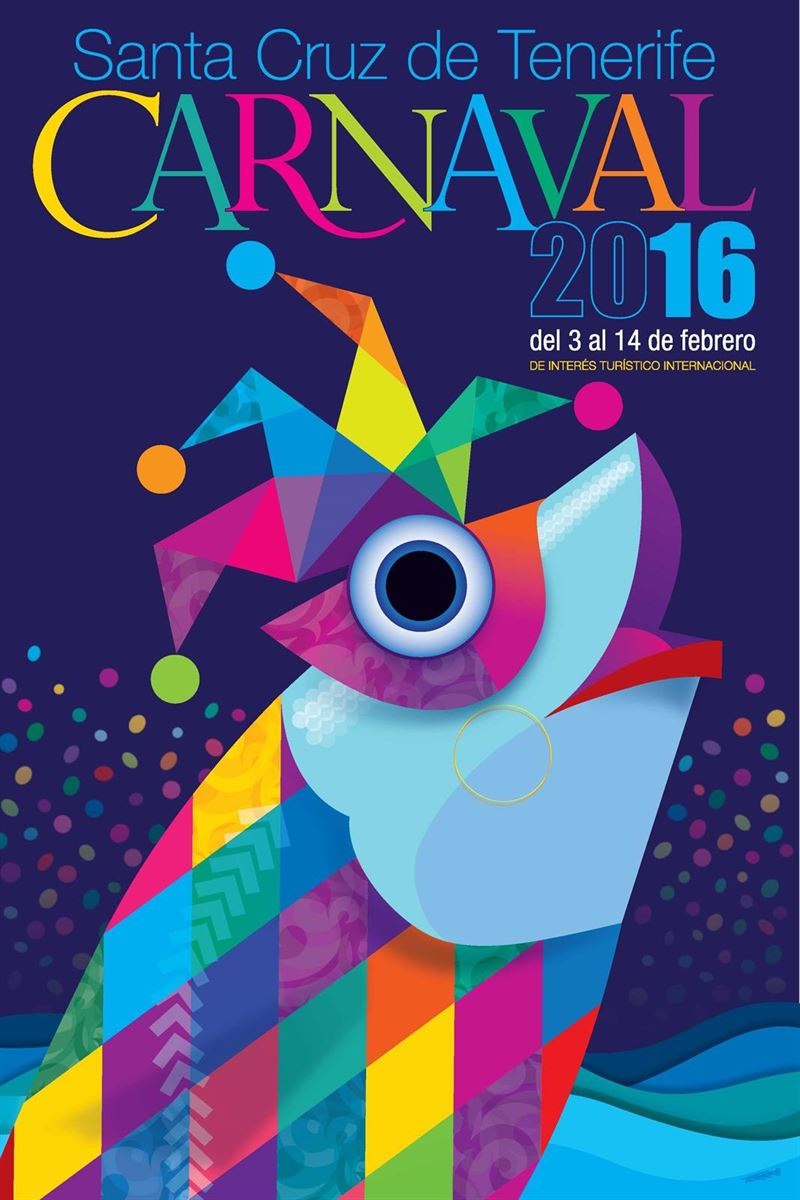 Santa Cruz de Tenerife
CARNAVAL
2016
del 3 al 14 de febrero
DE INTERÉS TURÍSTICO INTERNACIONAL